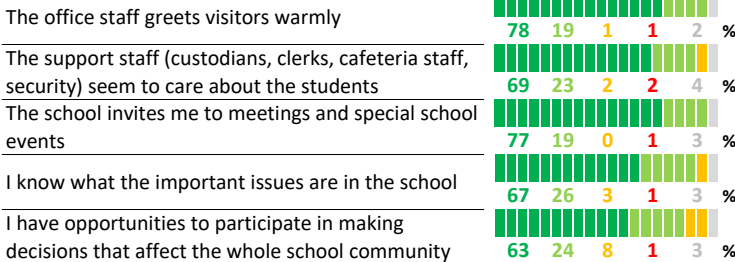 The office staff greets visitors warmly
78 19 1 1 2 %
The support staff (custodians, clerks, cafeteria staff,
security) seem to care about the students
69 23 2 2 4 %
The school invites me to meetings and special school
events
77 19 0 1 3 %
I know what the important issues are in the school
67 26 3 1 3 %
I have opportunities to participate in making
decisions that affect the whole school community
63 24 8 1 3 %